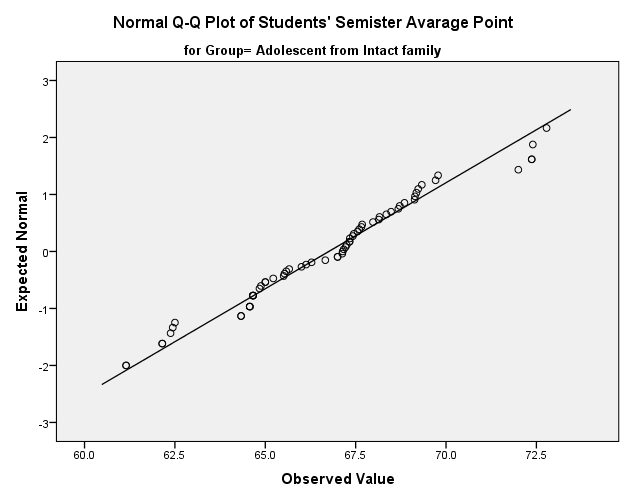 Normal Q-Q Plot of Students' Semister Avarage Point
for Group= Adolescent from Intact family
3
2
1
0
-1
-2
-3
Expected Normal
60.0 62.5 65.0 67.5 70.0 72.5
Observed Value